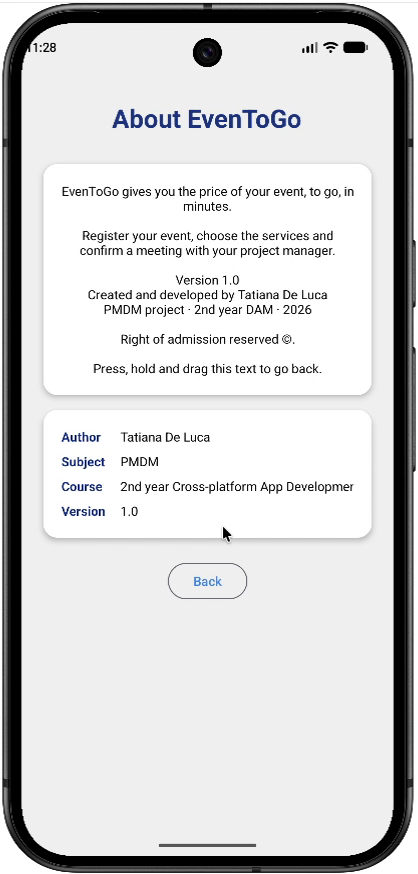 11:28
About EvenToGo
EvenToGo gives you the price of your event, to go, in
minutes.
Register your event, choose the services and
confirm a meeting with your project manager.
Version 1.0
Created and developed by Tatiana De Luca
PMDM project · 2nd year DAM · 2026
Right of admission reserved ©.
Press, hold and drag this text to go back.
Author Tatiana De Luca
Subject PMDM
Course 2nd year Cross-platform App Developmer
Version 1.0
Back